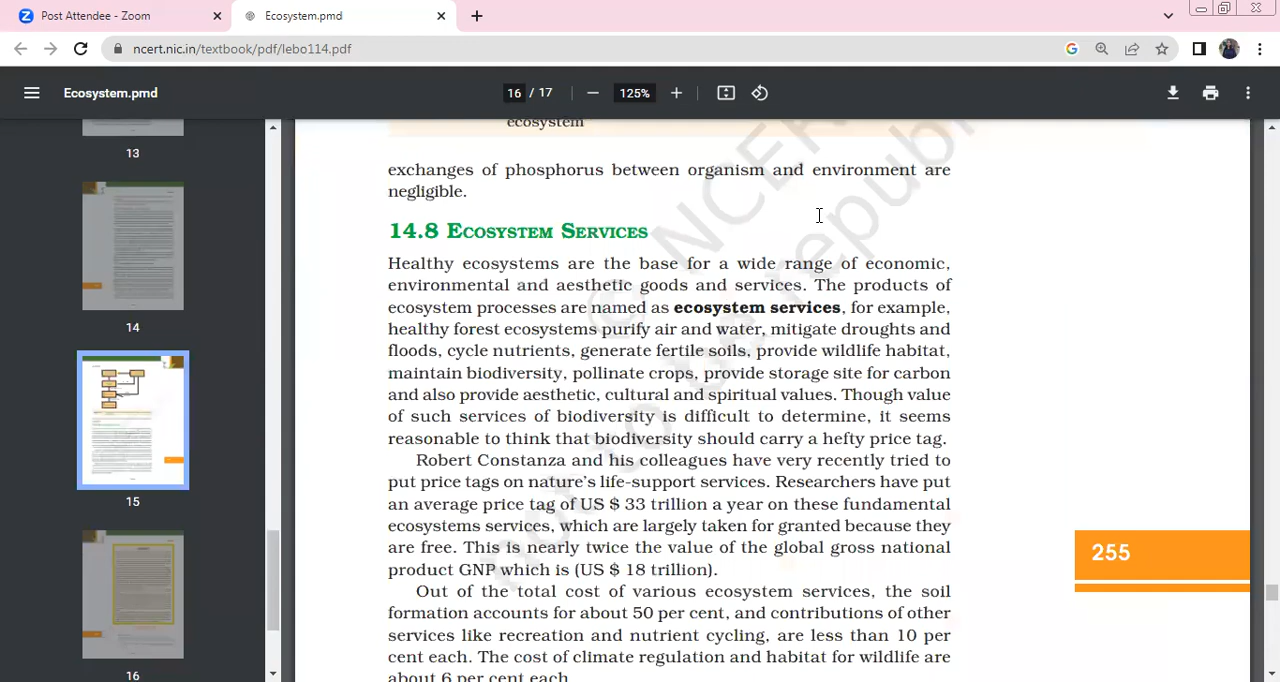 Post Attendee - Zoom
Ecosystem.pmd
ncert.nic.in/textbook/pdf/lebo114.pdf
Ecosystem.pmd
16 / 17
125%
13
14
15
16
ecosystem
exchanges of phosphorus between organism and environment are
negligible.
14.8 ECOSYSTEM SERVICES
Healthy ecosystems are the base for a wide range of economic,
environmental and aesthetic goods and services. The products of
ecosystem processes are named as ecosystem services, for example,
healthy forest ecosystems purify air and water, mitigate droughts and
floods, cycle nutrients, generate fertile soils, provide wildlife habitat,
maintain biodiversity, pollinate crops, provide storage site for carbon
and also provide aesthetic, cultural and spiritual values. Though value
of such services of biodiversity is difficult to determine, it seems
reasonable to think that biodiversity should carry a hefty price tag.
Robert Constanza and his colleagues have very recently tried to
put price tags on nature's life-support services. Researchers have put
an average price tag of US $ 33 trillion a year on these fundamental
ecosystems services, which are largely taken for granted because they
are free. This is nearly twice the value of the global gross national
product GNP which is (US $ 18 trillion).
Out of the total cost of various ecosystem services, the soil
formation accounts for about 50 per cent, and contributions of other
services like recreation and nutrient cycling, are less than 10 per
cent each. The cost of climate regulation and habitat for wildlife are
about 6 per cent each
255
© NCER
not to be republi